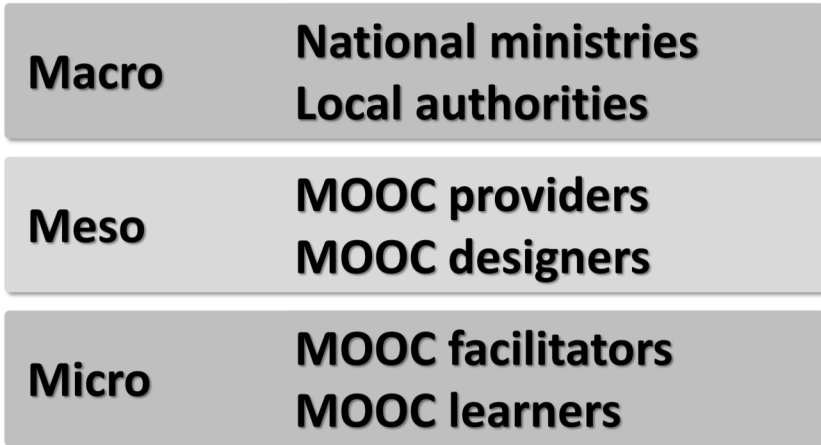 Macro
National ministries
Local authorities
Meso
MOOC providers
MOOC designers
Micro
MOOC facilitators
MOOC learners